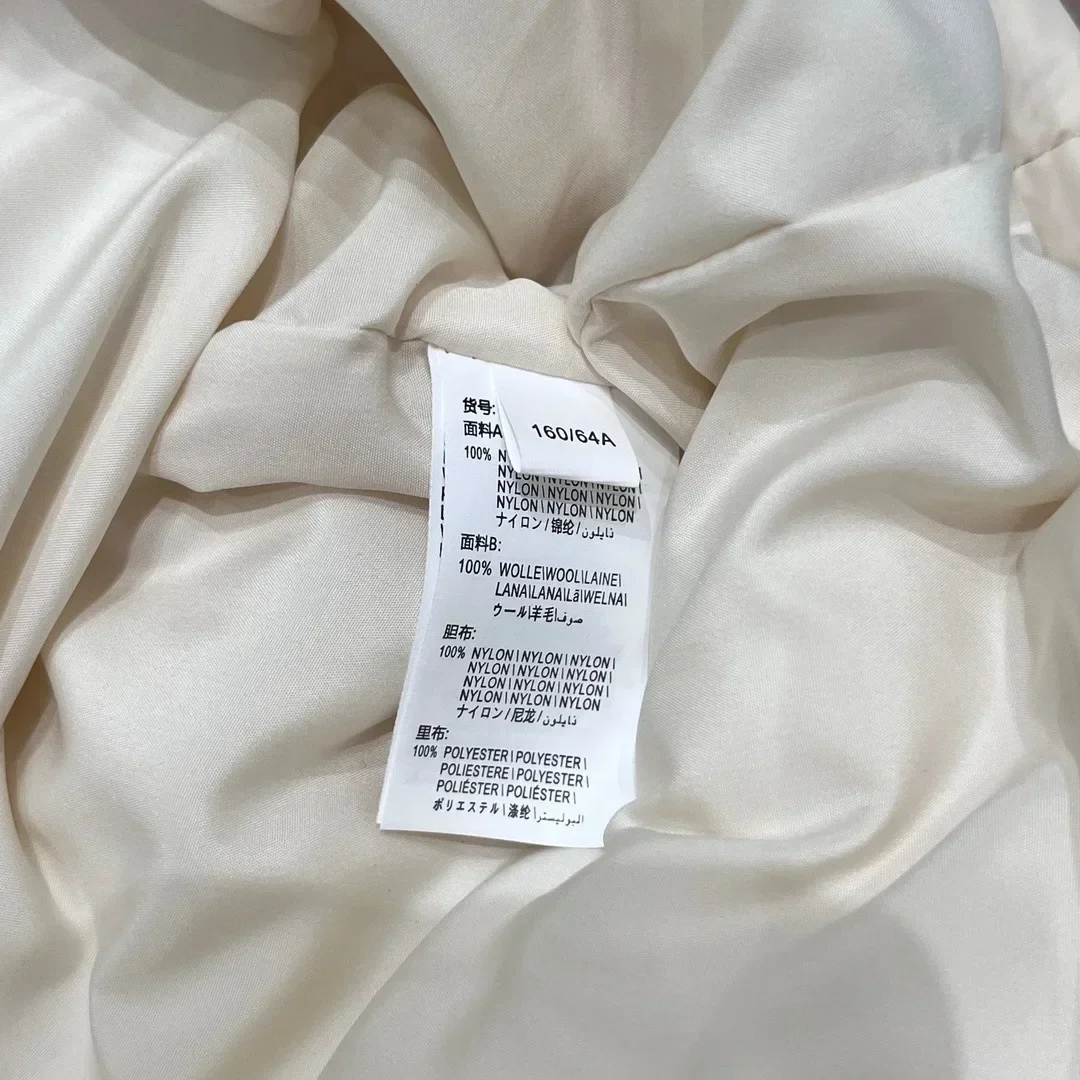 货号:
160/64A
面料A
100% N
NYLON\NYLON\NYLON\
NYLON\NYLON\NYLON\
NYLON\NYLON\NYLON
ナイロン/锦纶/نايلون
面料B:
100% WOLLE\WOOL\LAINE\
LANA\LANA\Lã\WELNA\
ウール\羊毛\صوف
胆布:
100% NYLON\NYLON\NYLON\
NYLON\NYLON\NYLON\
NYLON\NYLON\NYLON\
NYLON\NYLON\NYLON
ナイロン/尼龙/نايلون
里布:
100% POLYESTER\POLYESTER\
POLIESTERE\POLYESTER\
POLIÉSTER\POLIÉSTER\
ポリエステル\涤纶\البوليستر